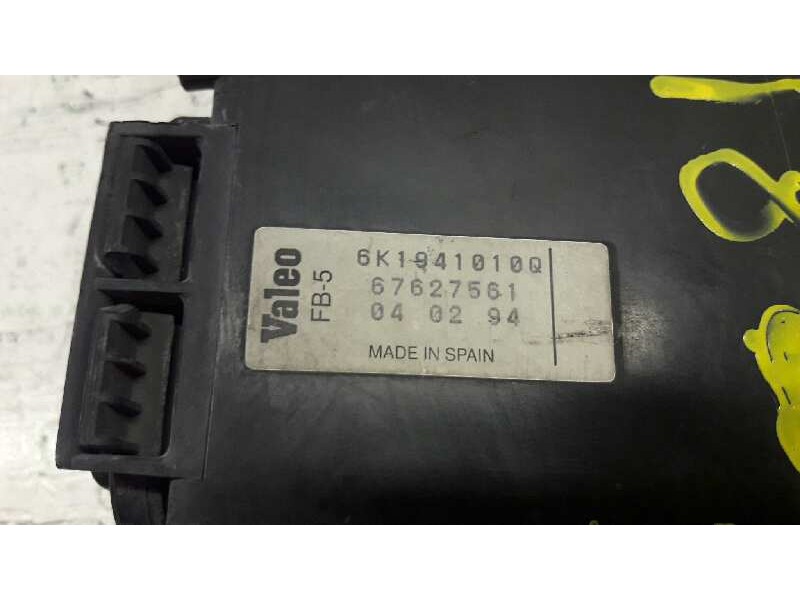 Valeo
FB-5
6K1941010Q
67627561
04 02 94
MADE IN SPAIN